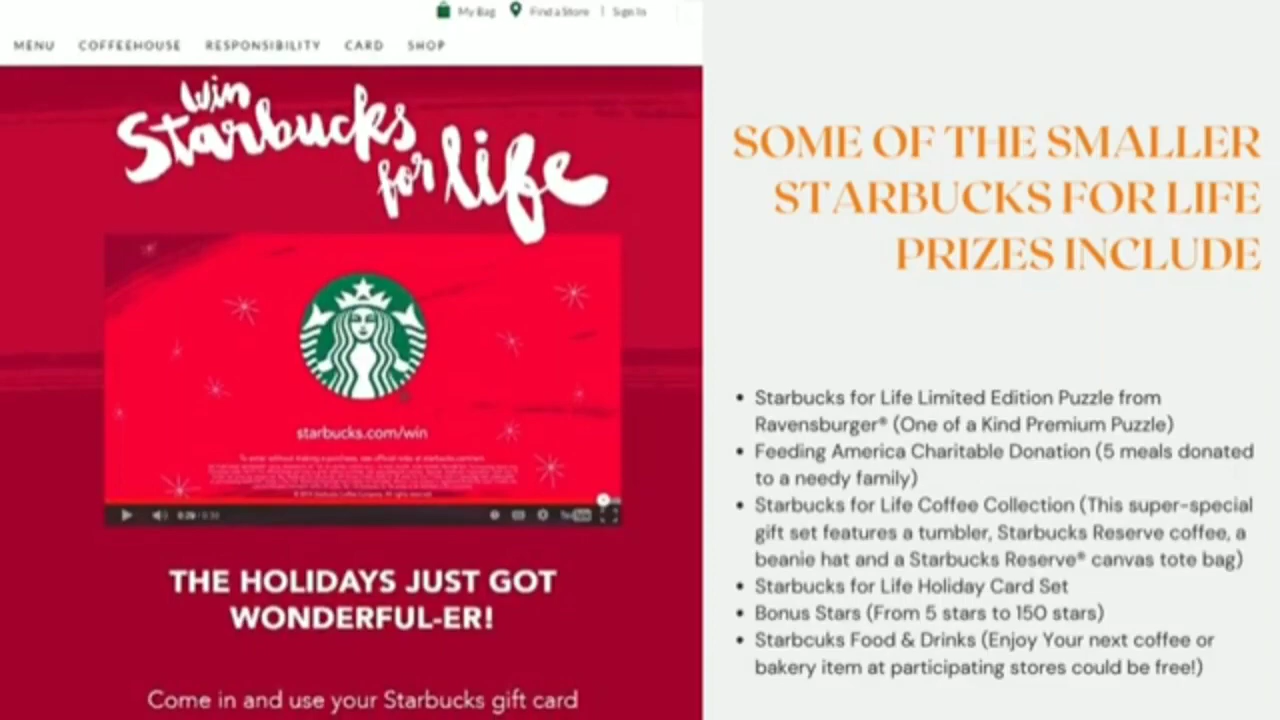 My Bag Find a Store | Sign In
MENU COFFEEHOUSE RESPONSIBILITY CARD SHOP
win
Starbucks
for life
starbucks.com/win
THE HOLIDAYS JUST GOT
WONDERFUL-ER!
Come in and use your Starbucks gift card
SOME OF THE SMALLER
STARBUCKS FOR LIFE
PRIZES INCLUDE
• Starbucks for Life Limited Edition Puzzle from
Ravensburger® (One of a Kind Premium Puzzle)
• Feeding America Charitable Donation (5 meals donated
to a needy family)
• Starbucks for Life Coffee Collection (This super-special
gift set features a tumbler, Starbucks Reserve coffee, a
beanie hat and a Starbucks Reserve® canvas tote bag)
• Starbucks for Life Holiday Card Set
• Bonus Stars (From 5 stars to 150 stars)
• Starbcuks Food & Drinks (Enjoy Your next coffee or
bakery item at participating stores could be free!)